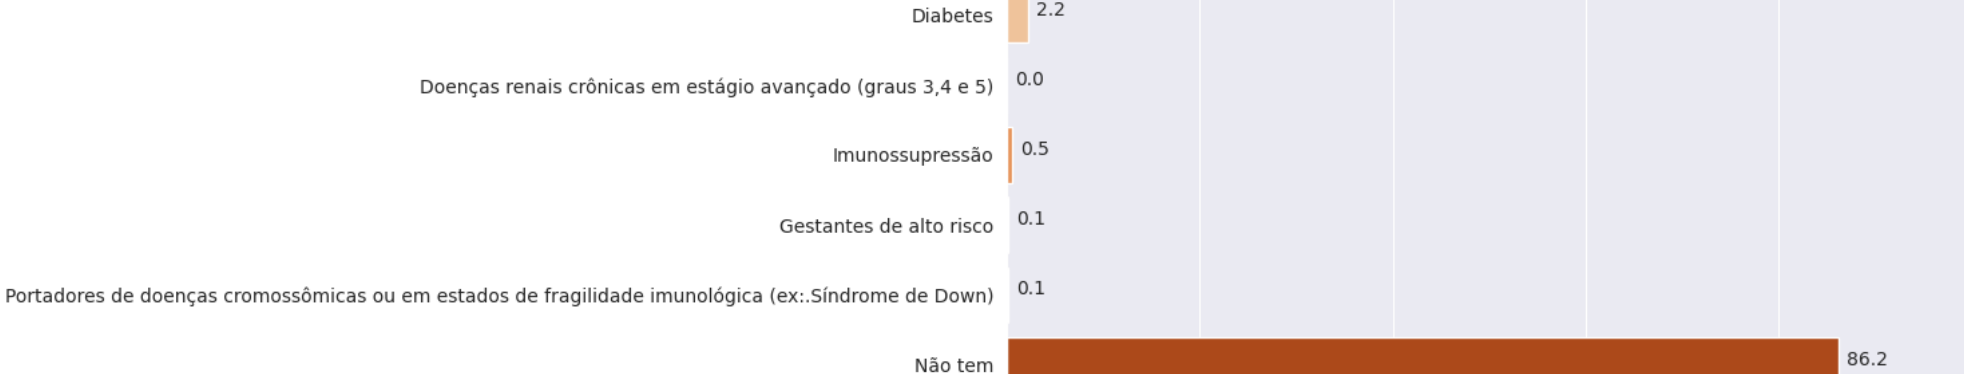 Diabetes 2.2
Doenças renais crônicas em estágio avançado (graus 3,4 e 5) 0.0
Imunossupressão 0.5
Gestantes de alto risco 0.1
Portadores de doenças cromossômicas ou em estados de fragilidade imunológica (ex:.Síndrome de Down) 0.1
Não tem 86.2